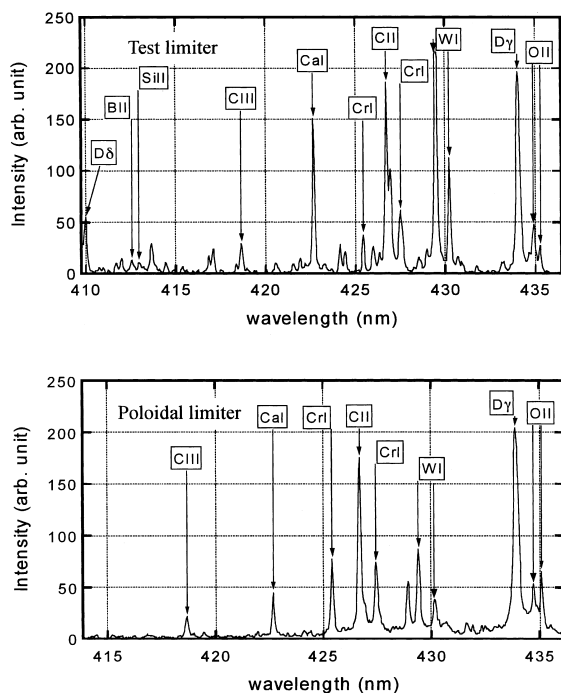 Test limiter
Intensity (arb. unit)
250
200
150
100
50
0
Dδ
BII
SiII
CIII
CaI
CrI
CII
CrI
WI
Dγ
OII
410 415 420 425 430 435
wavelength (nm)
Poloidal limiter
Intensity (arb. unit)
250
200
150
100
50
0
CIII
CaI
CrI
CII
CrI
WI
Dγ
OII
415 420 425 430 435
wavelength (nm)